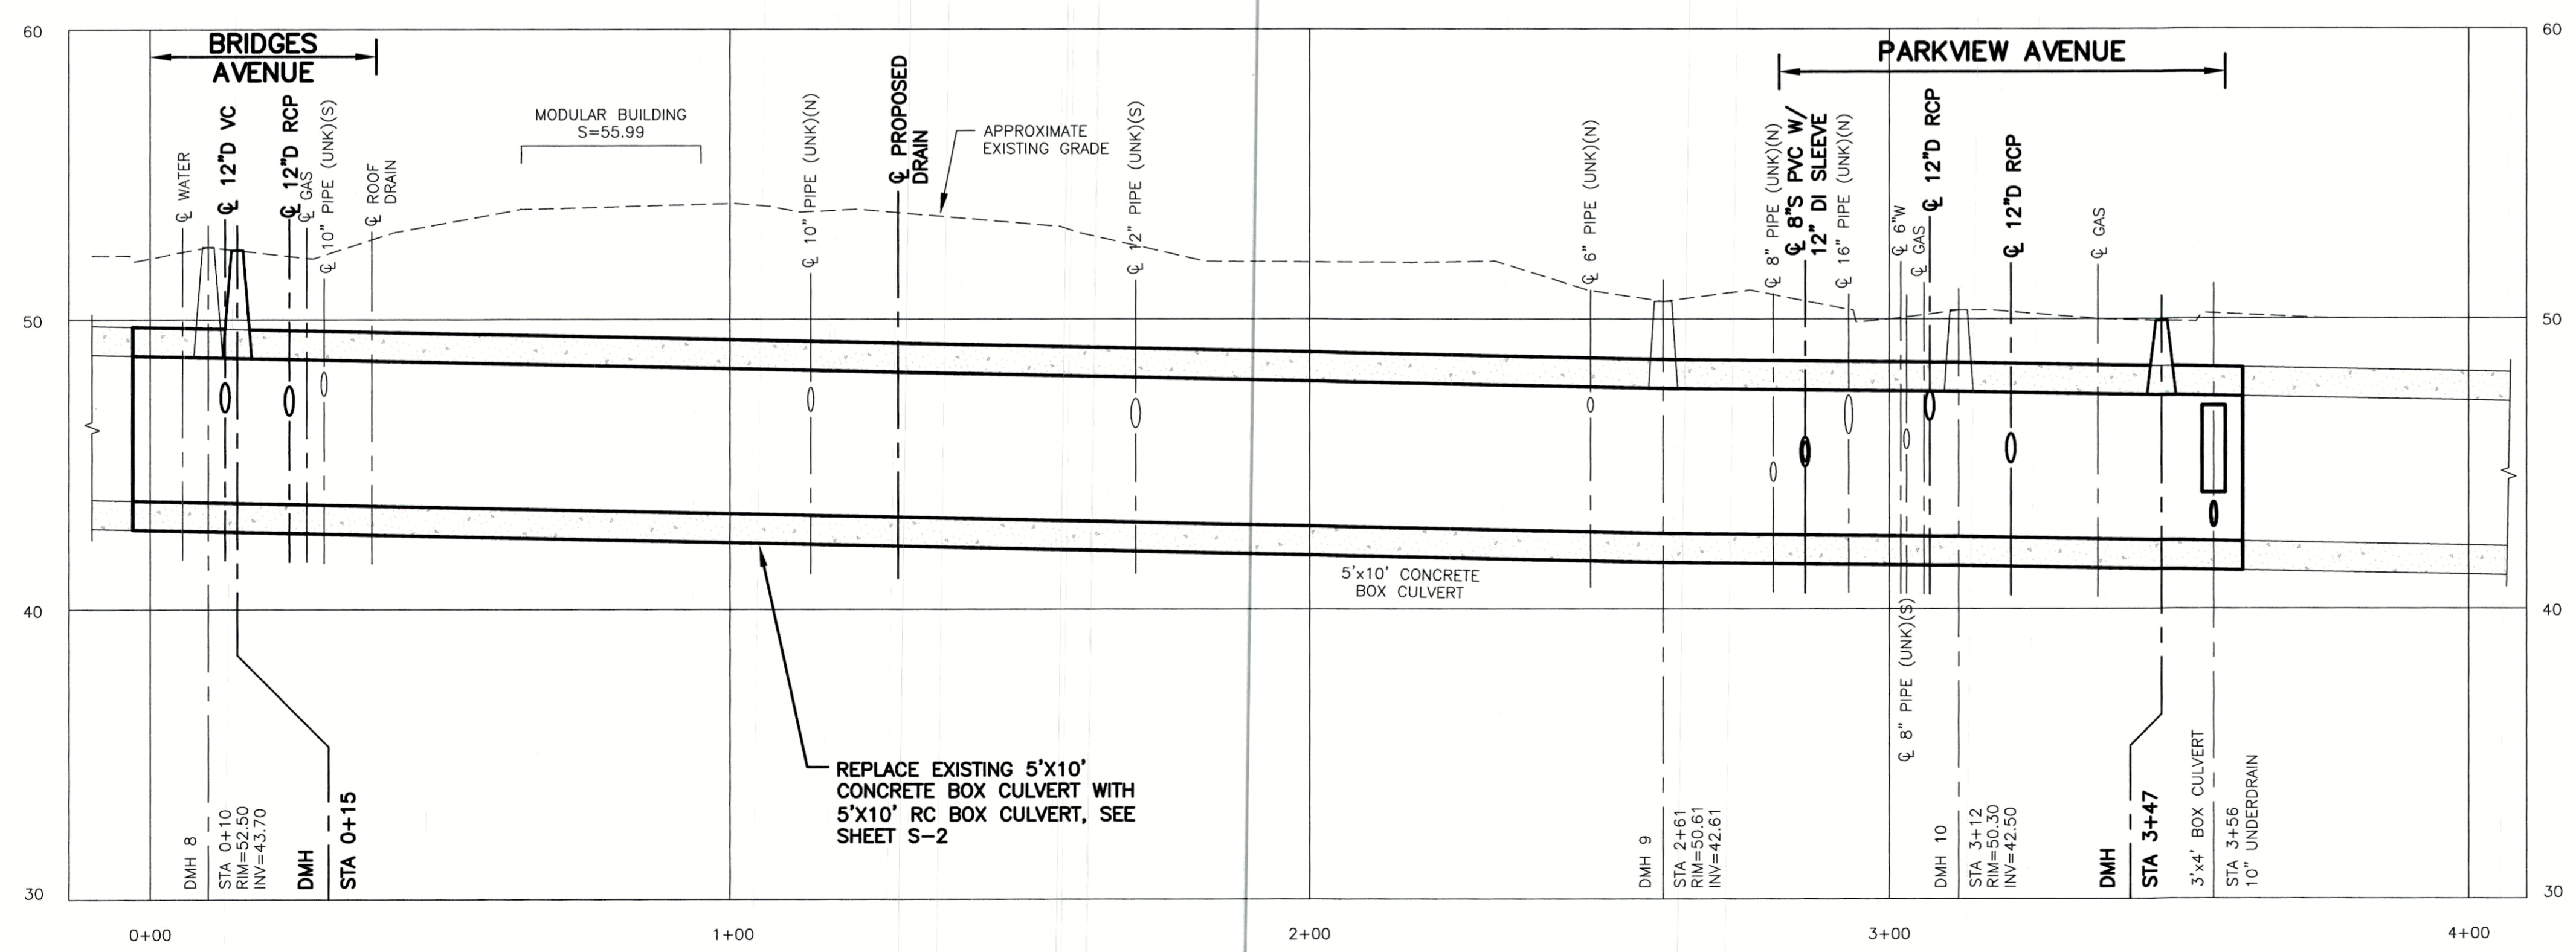 60
60
BRIDGES
AVENUE
PARKVIEW AVENUE
℄ WATER
℄ 12"D VC
℄ 12"D RCP
℄ GAS
℄ 10" PIPE (UNK)(S)
℄ ROOF
DRAIN
MODULAR BUILDING
S=55.99
℄ 10" PIPE (UNK)(N)
℄ PROPOSED
DRAIN
APPROXIMATE
EXISTING GRADE
℄ 12" PIPE (UNK)(S)
℄ 6" PIPE (UNK)(N)
℄ 8" PIPE (UNK)(N)
℄ 8"S PVC W/
12" DI SLEEVE
℄ 16" PIPE (UNK)(N)
℄ 6"W
℄ GAS
℄ 12"D RCP
℄ 12"D RCP
℄ GAS
50
50
5'x10' CONCRETE
BOX CULVERT
40
40
℄ 8" PIPE (UNK)(S)
REPLACE EXISTING 5'X10'
CONCRETE BOX CULVERT WITH
5'X10' RC BOX CULVERT, SEE
SHEET S-2
DMH 8
STA 0+10
RIM=52.50
INV=43.70
DMH
STA 0+15
DMH 9
STA 2+61
RIM=50.61
INV=42.61
DMH 10
STA 3+12
RIM=50.30
INV=42.50
DMH
STA 3+47
3'x4' BOX CULVERT
STA 3+56
10" UNDERDRAIN
30
30
0+00
1+00
2+00
3+00
4+00